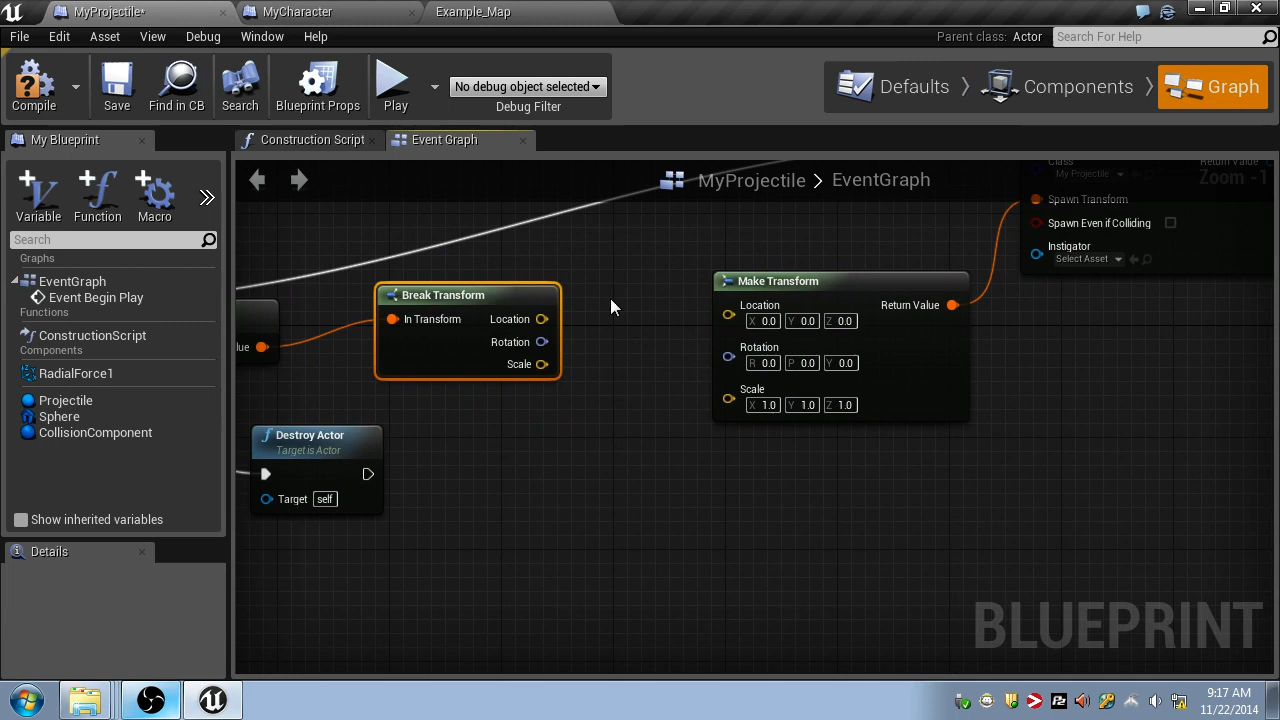 MyProjectile*
MyCharacter
Example_Map
File Edit Asset View Debug Window Help
Parent class: Actor
Search For Help
Compile
Save
Find in CB
Search
Blueprint Props
Play
No debug object selected
Debug Filter
Defaults
Components
Graph
My Blueprint
Construction Script
Event Graph
Variable
Function
Macro
Search
Graphs
EventGraph
Event Begin Play
Functions
ConstructionScript
Components
RadialForce1
Projectile
Sphere
CollisionComponent
Show inherited variables
Details
MyProjectile > EventGraph
Zoom -1
Class
Return Value
My Projectile
Spawn Transform
Spawn Even if Colliding
Instigator
Select Asset
Break Transform
In Transform
Location
Rotation
Scale
lue
Make Transform
Location
X 0.0 Y 0.0 Z 0.0
Return Value
Rotation
R 0.0 P 0.0 Y 0.0
Scale
X 1.0 Y 1.0 Z 1.0
Destroy Actor
Target is Actor
Target self
BLUEPRINT
9:17 AM
11/22/2014